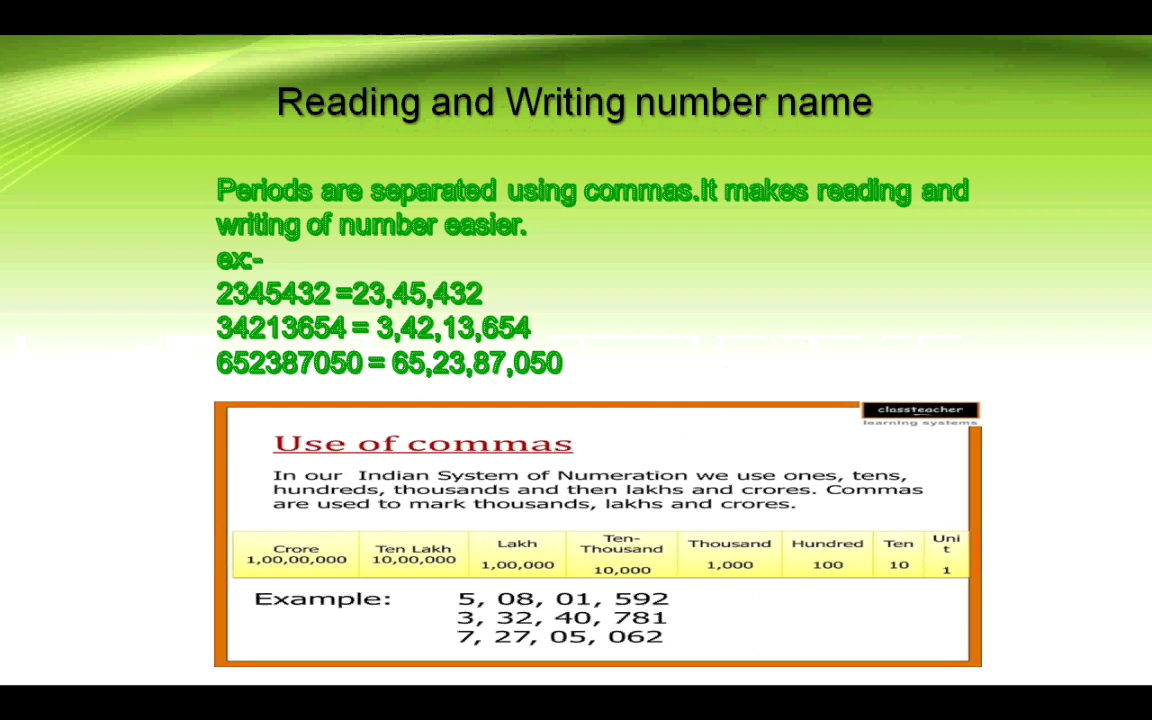 Reading and Writing number name
Periods are separated using commas.It makes reading and
writing of number easier.
ex:-
2345432 =23,45,432
34213654 = 3,42,13,654
652387050 = 65,23,87,050
classteacher
learning systems
Use of commas
In our Indian System of Numeration we use ones, tens,
hundreds, thousands and then lakhs and crores. Commas
are used to mark thousands, lakhs and crores.
Crore Ten Lakh Lakh Ten-Thousand Thousand Hundred Ten Unit
1,00,00,000 10,00,000 1,00,000 10,000 1,000 100 10 1
Example: 5, 08, 01, 592
3, 32, 40, 781
7, 27, 05, 062